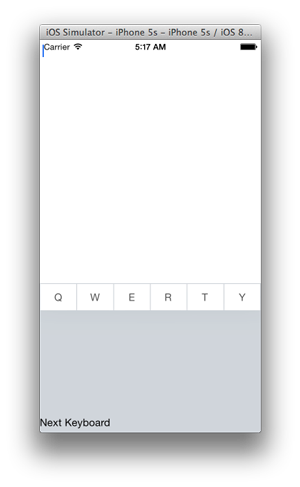 iOS Simulator - iPhone 5s - iPhone 5s / iOS 8...
Carrier 5:17 AM
Q W E R T Y
Next Keyboard